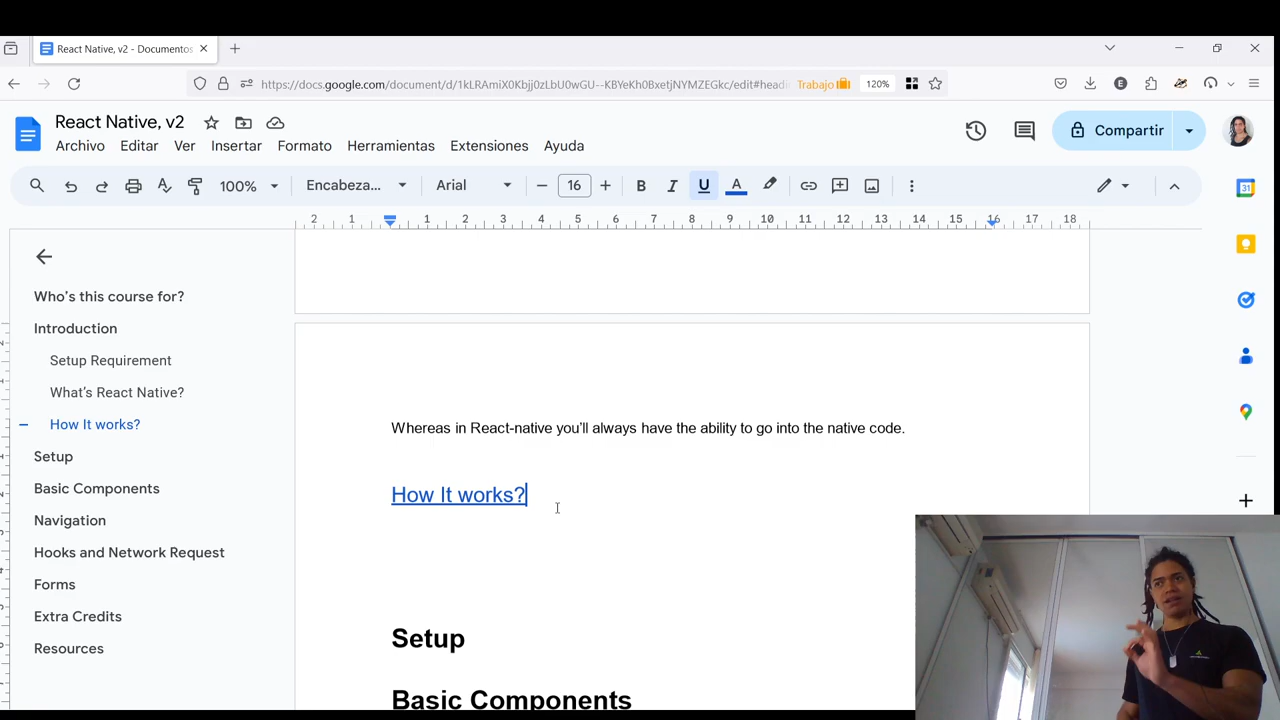 React Native, v2 - Documentos
https://docs.google.com/document/d/1kLRAmiX0Kbjj0zLbU0wGU--KBYeKh0BxetjNYMZEGkc/edit#headi
Trabajo
120%
React Native, v2
Archivo Editar Ver Insertar Formato Herramientas Extensiones Ayuda
Compartir
100% Encabeza... Arial 16 B I U A
2 1 1 2 3 4 5 6 7 8 9 10 11 12 13 14 15 16 17 18
31
Who's this course for?
Introduction
Setup Requirement
What's React Native?
How It works?
Setup
Basic Components
Navigation
Hooks and Network Request
Forms
Extra Credits
Resources
Whereas in React-native you'll always have the ability to go into the native code.
How It works?
Setup
Basic Components